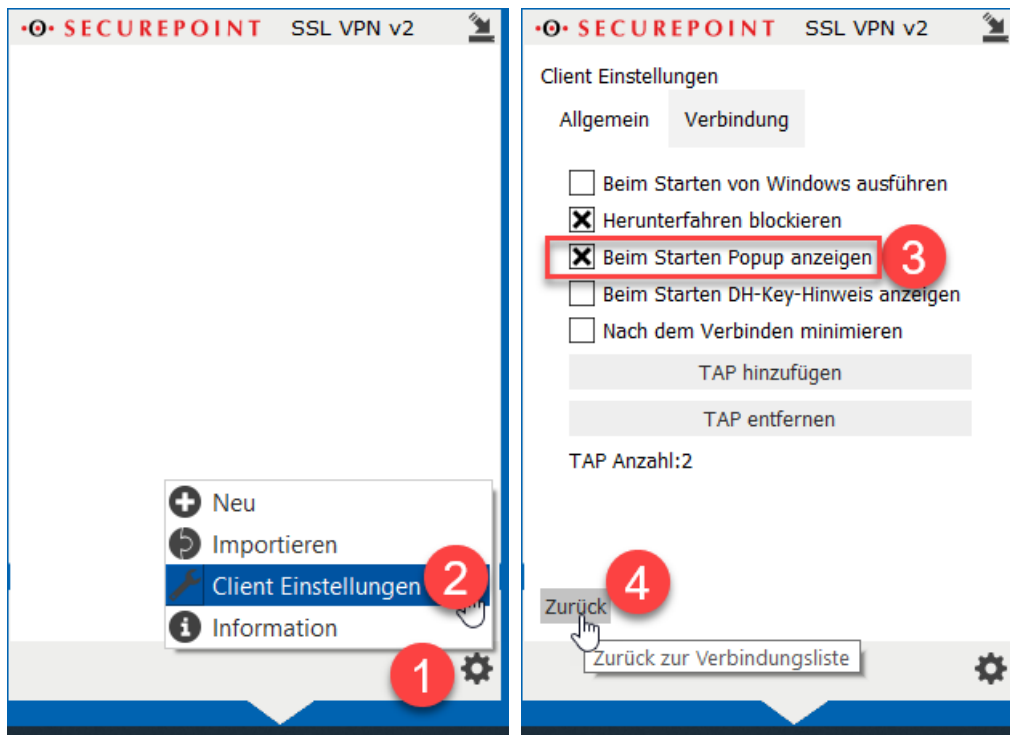 SECUREPOINT SSL VPN v2
Neu
Importieren
Client Einstellungen
2
Information
1
SECUREPOINT SSL VPN v2
Client Einstellungen
Allgemein Verbindung
Beim Starten von Windows ausführen
Herunterfahren blockieren
Beim Starten Popup anzeigen
3
Beim Starten DH-Key-Hinweis anzeigen
Nach dem Verbinden minimieren
TAP hinzufügen
TAP entfernen
TAP Anzahl:2
4
Zurück
Zurück zur Verbindungsliste